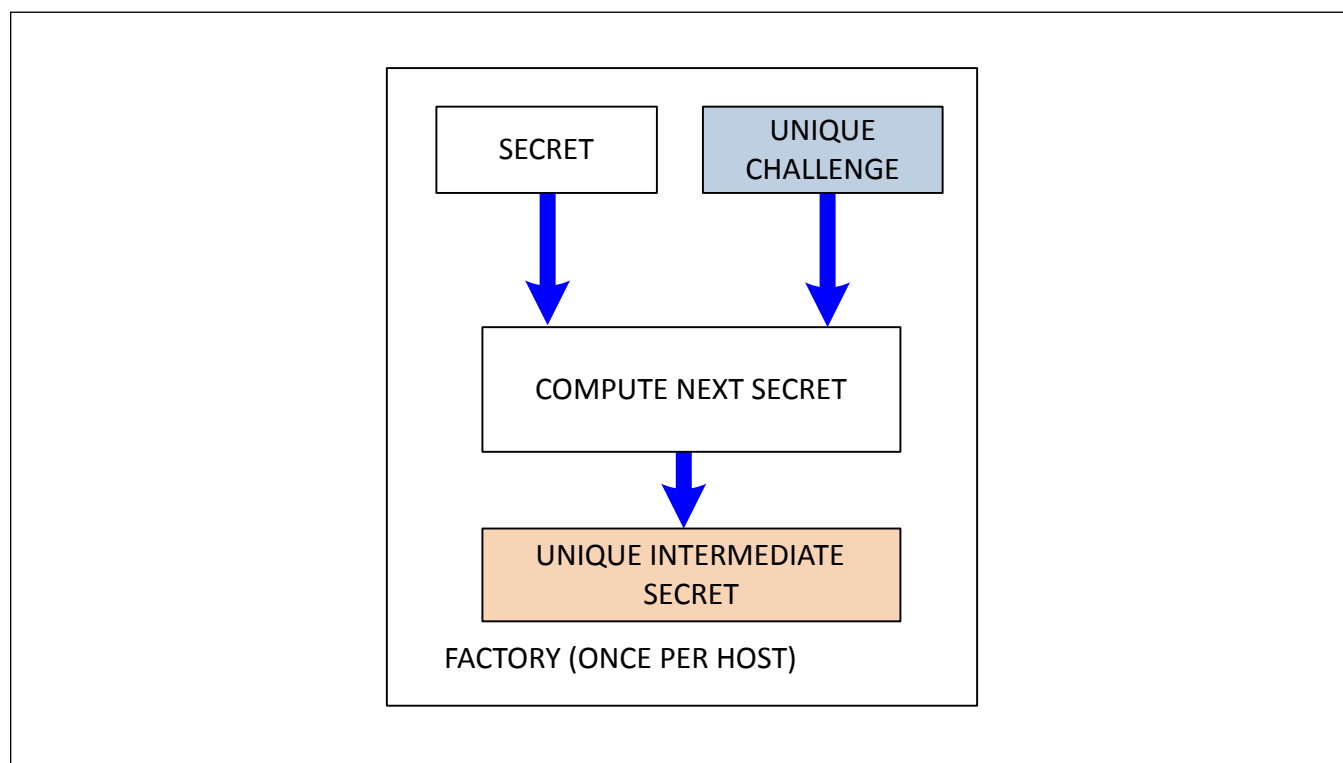 SECRET
UNIQUE
CHALLENGE
COMPUTE NEXT SECRET
UNIQUE INTERMEDIATE
SECRET
FACTORY (ONCE PER HOST)